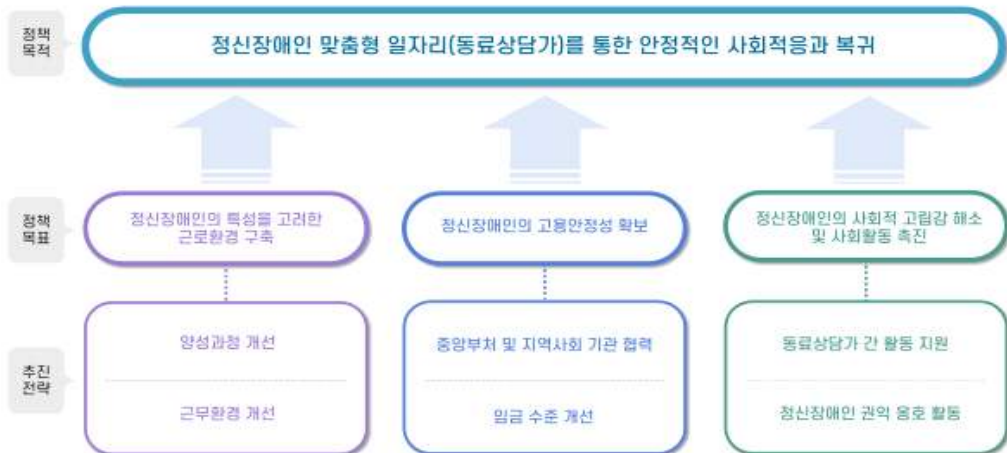 정책
목적
정신장애인 맞춤형 일자리(동료상담가)를 통한 안정적인 사회적응과 복귀
정책
목표
정신장애인의 특성을 고려한
근로환경 구축
정신장애인의 고용안정성 확보
정신장애인의 사회적 고립감 해소
및 사회활동 촉진
추진
전략
양성과정 개선
근무환경 개선
중앙부처 및 지역사회 기관 협력
임금 수준 개선
동료상담가 간 활동 지원
정신장애인 권익 옹호 활동